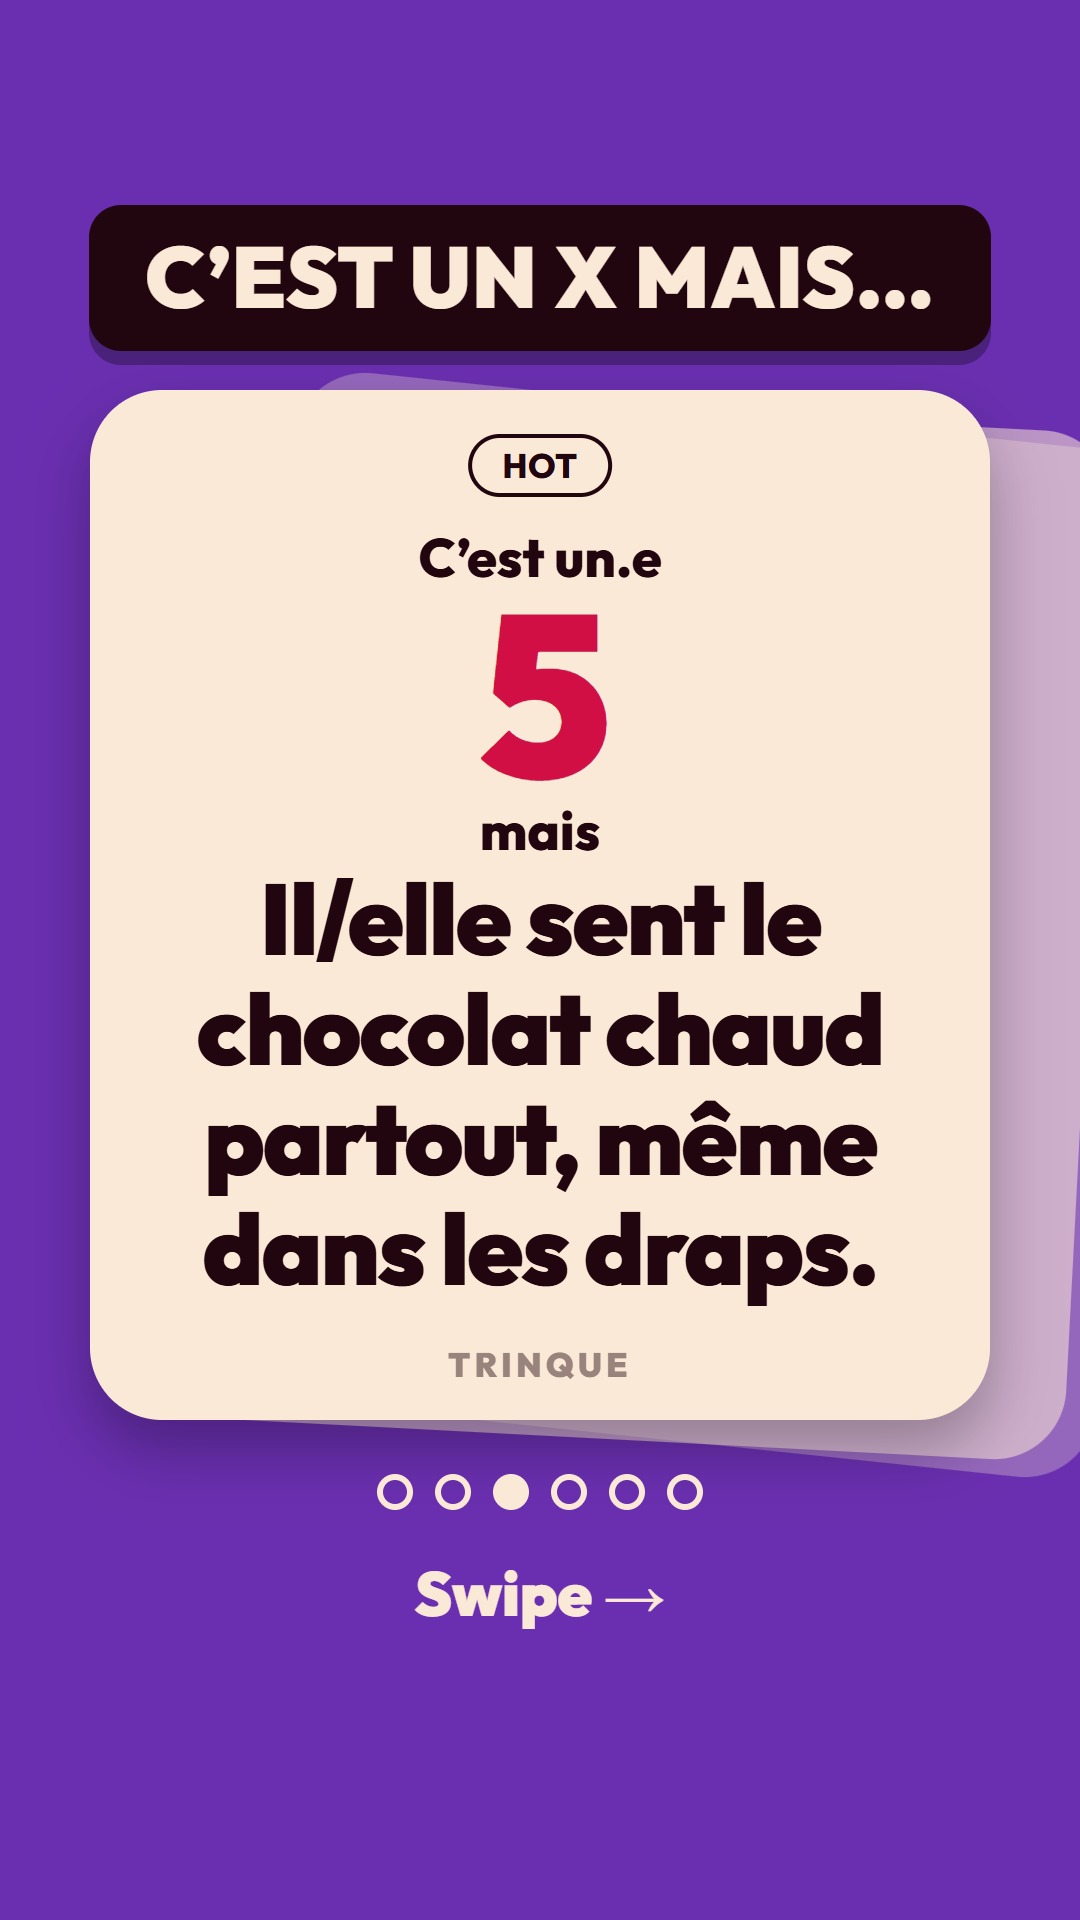 C’EST UN X MAIS...
HOT
C’est un.e
5
mais
Il/elle sent le
chocolat chaud
partout, même
dans les draps.
TRINQUE
Swipe →